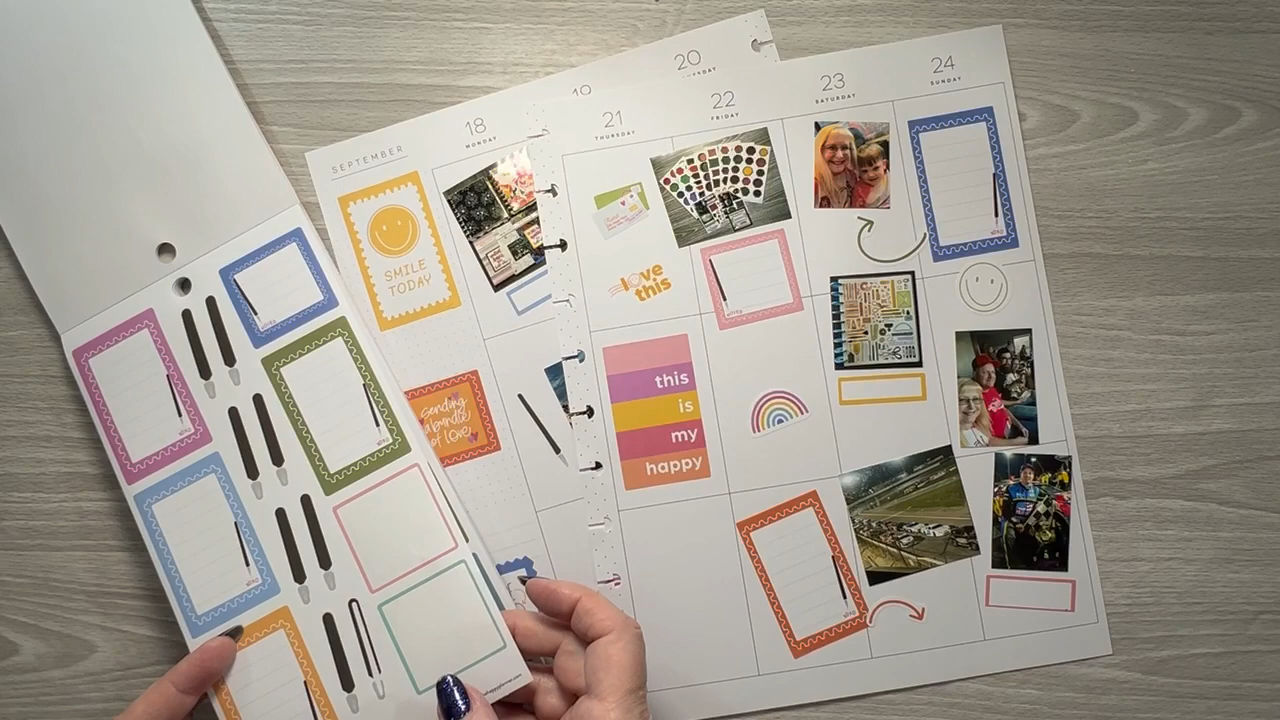 SEPTEMBER
18
MONDAY
20
21
THURSDAY
22
FRIDAY
23
SATURDAY
24
SUNDAY
SMILE
TODAY
Sending
a bundle
of love
love
this
this
is
my
happy